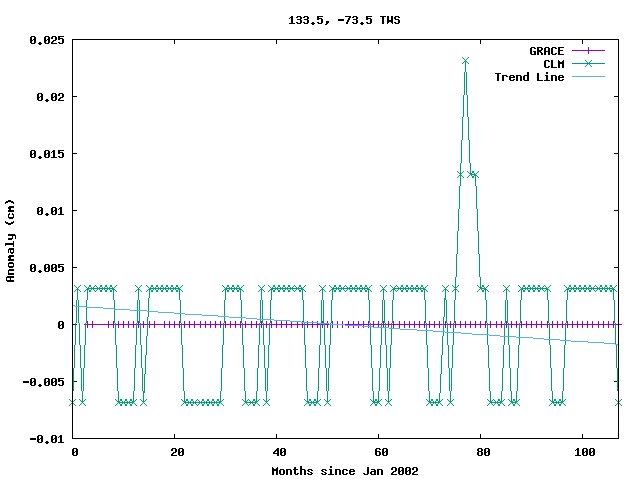 133.5, -73.5 TWS
GRACE
CLM
Trend Line
0.025
0.02
0.015
0.01
0.005
0
-0.005
-0.01
Anomaly (cm)
0 20 40 60 80 100
Months since Jan 2002